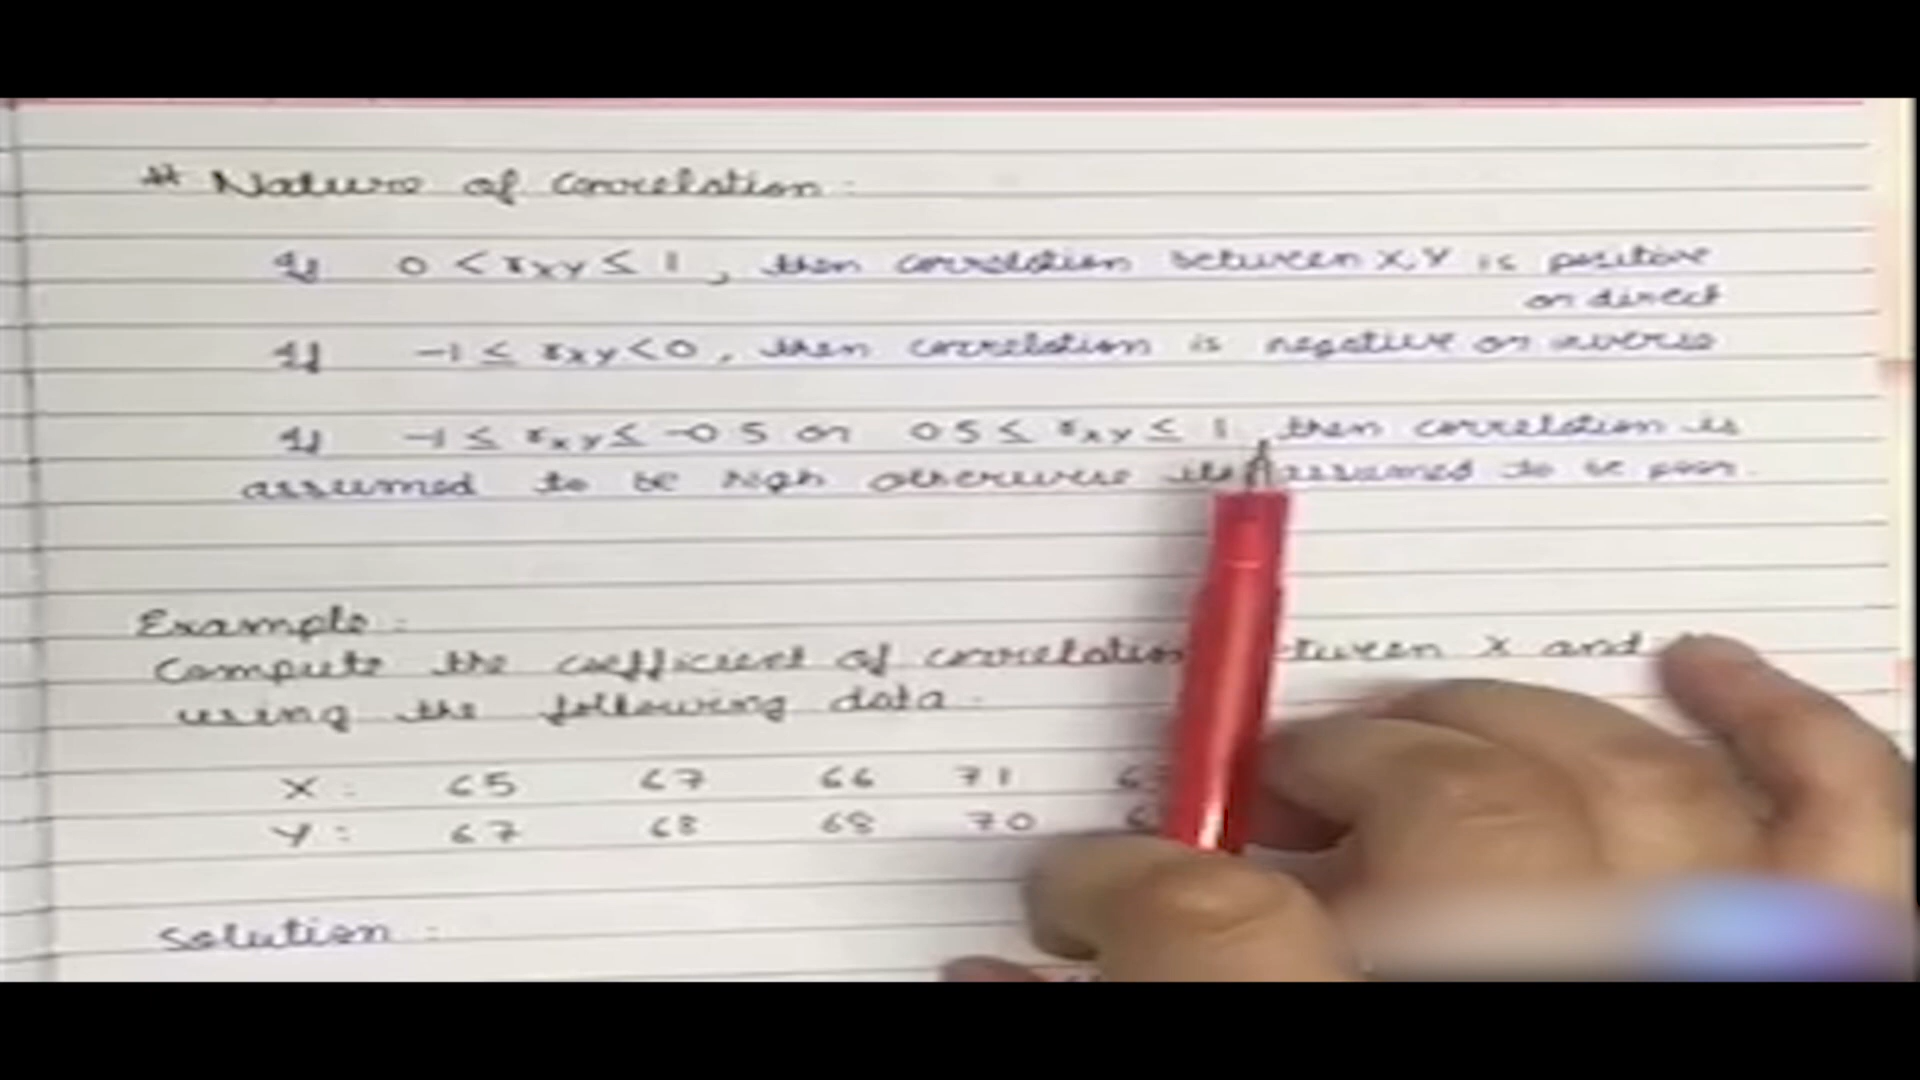 # Nature of Correlation:
If 0 < rxy ≤ 1, then correlation between X, Y is positive
or direct
If -1 ≤ rxy < 0, then correlation is negative or inverse
If -1 ≤ rxy ≤ -0.5 or 0.5 ≤ rxy ≤ 1, then correlation is
assumed to be high otherwise assumed to be poor.
Example:
Compute the coefficient of correlation between X and
using the following data.
X: 65 67 66 71
Y: 67 68 68 70
Solution: